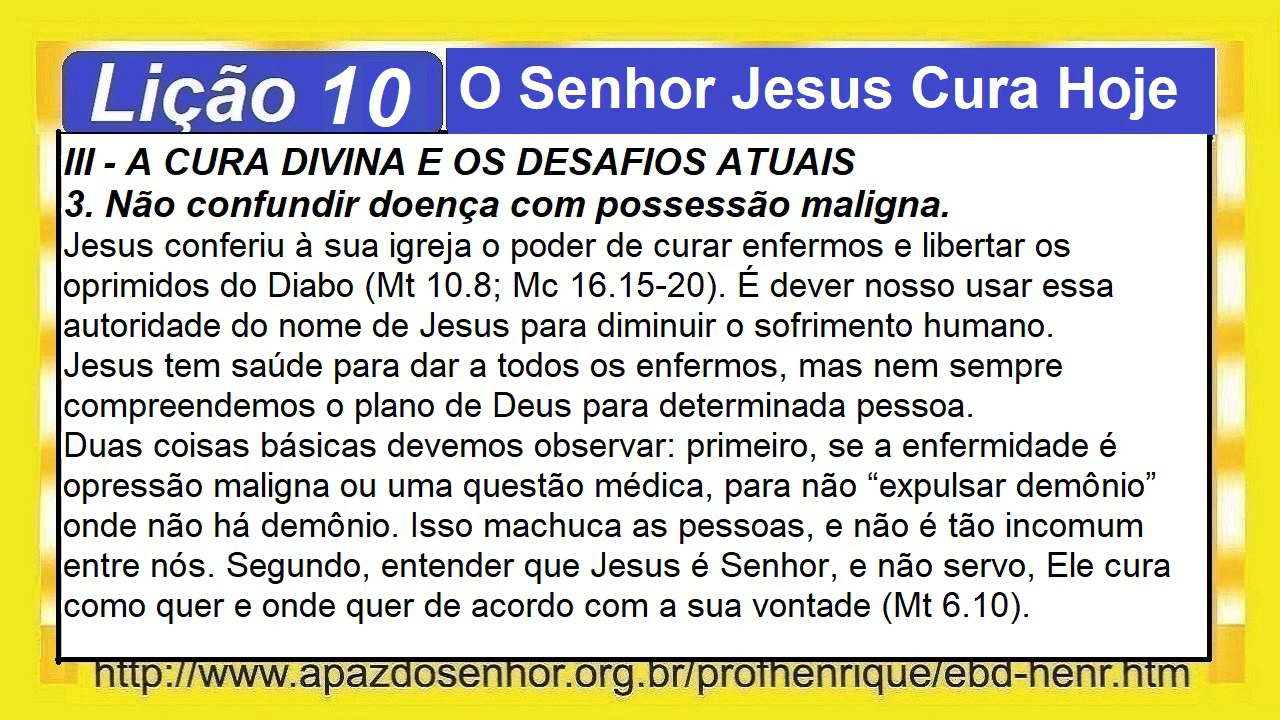 Lição 10 O Senhor Jesus Cura Hoje
III - A CURA DIVINA E OS DESAFIOS ATUAIS
3. Não confundir doença com possessão maligna.
Jesus conferiu à sua igreja o poder de curar enfermos e libertar os
oprimidos do Diabo (Mt 10.8; Mc 16.15-20). É dever nosso usar essa
autoridade do nome de Jesus para diminuir o sofrimento humano.
Jesus tem saúde para dar a todos os enfermos, mas nem sempre
compreendemos o plano de Deus para determinada pessoa.
Duas coisas básicas devemos observar: primeiro, se a enfermidade é
opressão maligna ou uma questão médica, para não “expulsar demônio”
onde não há demônio. Isso machuca as pessoas, e não é tão incomum
entre nós. Segundo, entender que Jesus é Senhor, e não servo, Ele cura
como quer e onde quer de acordo com a sua vontade (Mt 6.10).
http://www.apazdosenhor.org.br/profhenrique/ebd-henr.htm